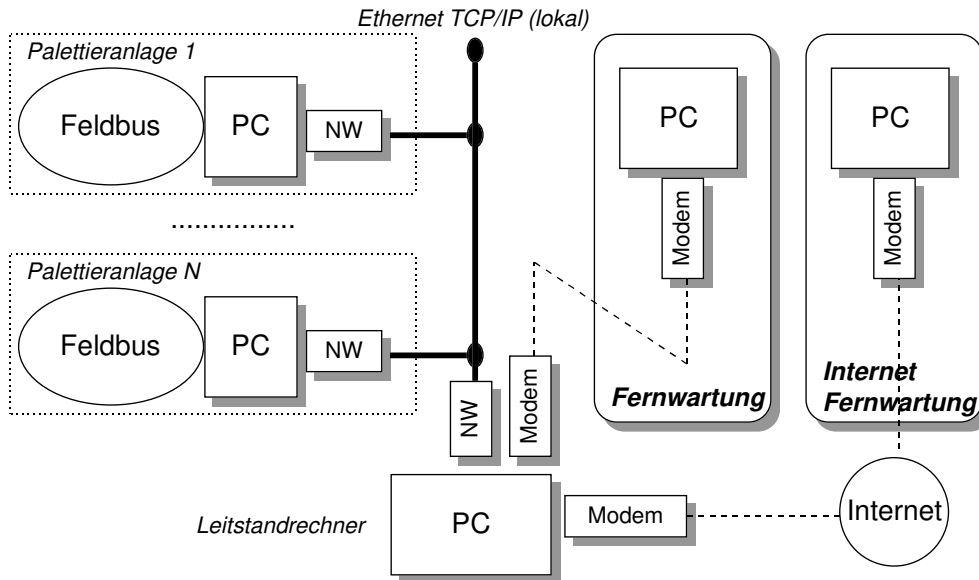 Ethernet TCP/IP (lokal)
Palettieranlage 1
Feldbus
PC
NW
...............
Palettieranlage N
Feldbus
PC
NW
NW
Modem
PC
Modem
Fernwartung
PC
Modem
Internet
Fernwartung
Leitstandrechner
PC
Modem
Internet